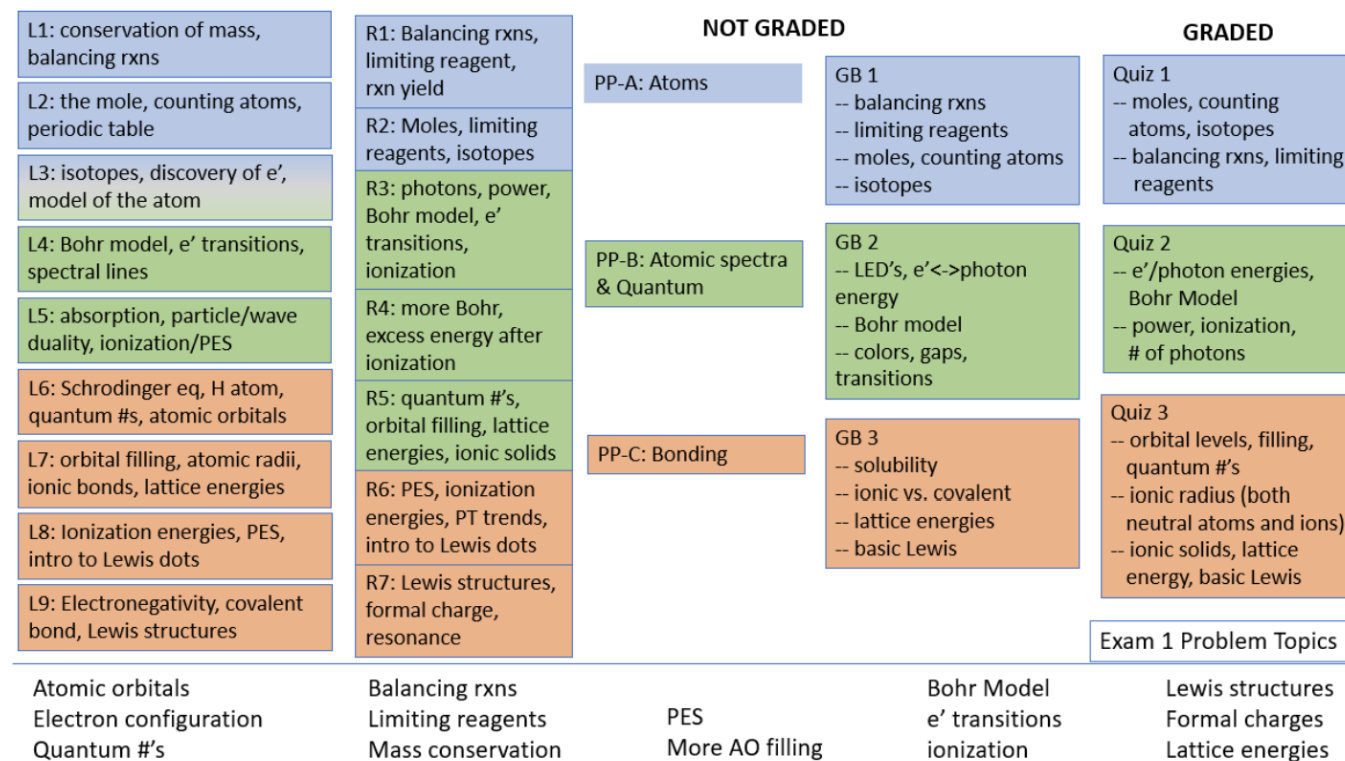 L1: conservation of mass,
balancing rxns
L2: the mole, counting atoms,
periodic table
L3: isotopes, discovery of e’,
model of the atom
L4: Bohr model, e’ transitions,
spectral lines
L5: absorption, particle/wave
duality, ionization/PES
L6: Schrodinger eq, H atom,
quantum #s, atomic orbitals
L7: orbital filling, atomic radii,
ionic bonds, lattice energies
L8: Ionization energies, PES,
intro to Lewis dots
L9: Electronegativity, covalent
bond, Lewis structures
R1: Balancing rxns,
limiting reagent,
rxn yield
R2: Moles, limiting
reagents, isotopes
R3: photons, power,
Bohr model, e’
transitions,
ionization
R4: more Bohr,
excess energy after
ionization
R5: quantum #’s,
orbital filling, lattice
energies, ionic solids
R6: PES, ionization
energies, PT trends,
intro to Lewis dots
R7: Lewis structures,
formal charge,
resonance
NOT GRADED
PP-A: Atoms
PP-B: Atomic spectra
& Quantum
PP-C: Bonding
GB 1
-- balancing rxns
-- limiting reagents
-- moles, counting atoms
-- isotopes
GB 2
-- LED’s, e’<->photon
energy
-- Bohr model
-- colors, gaps,
transitions
GB 3
-- solubility
-- ionic vs. covalent
-- lattice energies
-- basic Lewis
GRADED
Quiz 1
-- moles, counting
atoms, isotopes
-- balancing rxns, limiting
reagents
Quiz 2
-- e’/photon energies,
Bohr Model
-- power, ionization,
# of photons
Quiz 3
-- orbital levels, filling,
quantum #’s
-- ionic radius (both
neutral atoms and ions)
-- ionic solids, lattice
energy, basic Lewis
Exam 1 Problem Topics
Atomic orbitals
Electron configuration
Quantum #’s
Balancing rxns
Limiting reagents
Mass conservation
PES
More AO filling
Bohr Model
e’ transitions
ionization
Lewis structures
Formal charges
Lattice energies